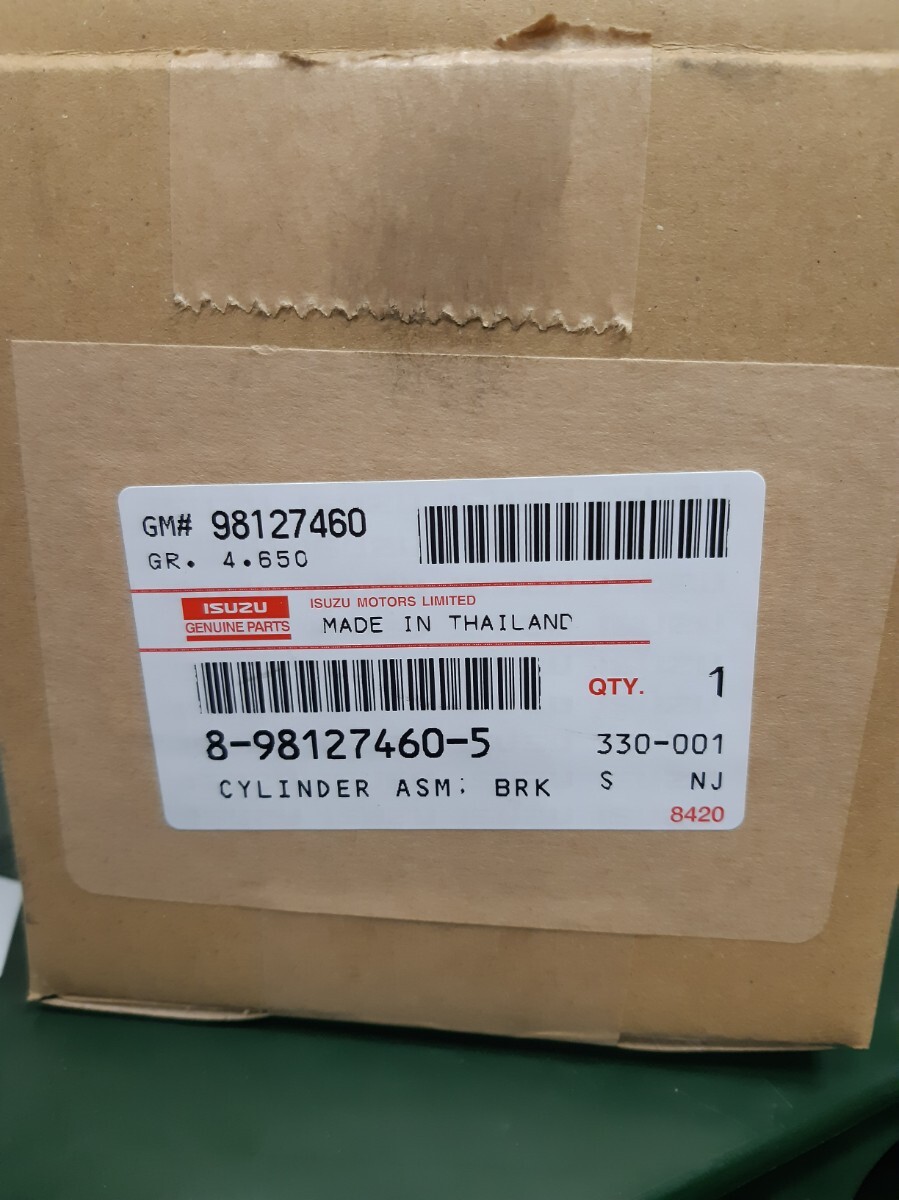 GM# 98127460
GR. 4.650
ISUZU
GENUINE PARTS
ISUZU MOTORS LIMITED
MADE IN THAILAND
QTY. 1
8-98127460-5
330-001
CYLINDER ASM; BRK
S NJ
8420